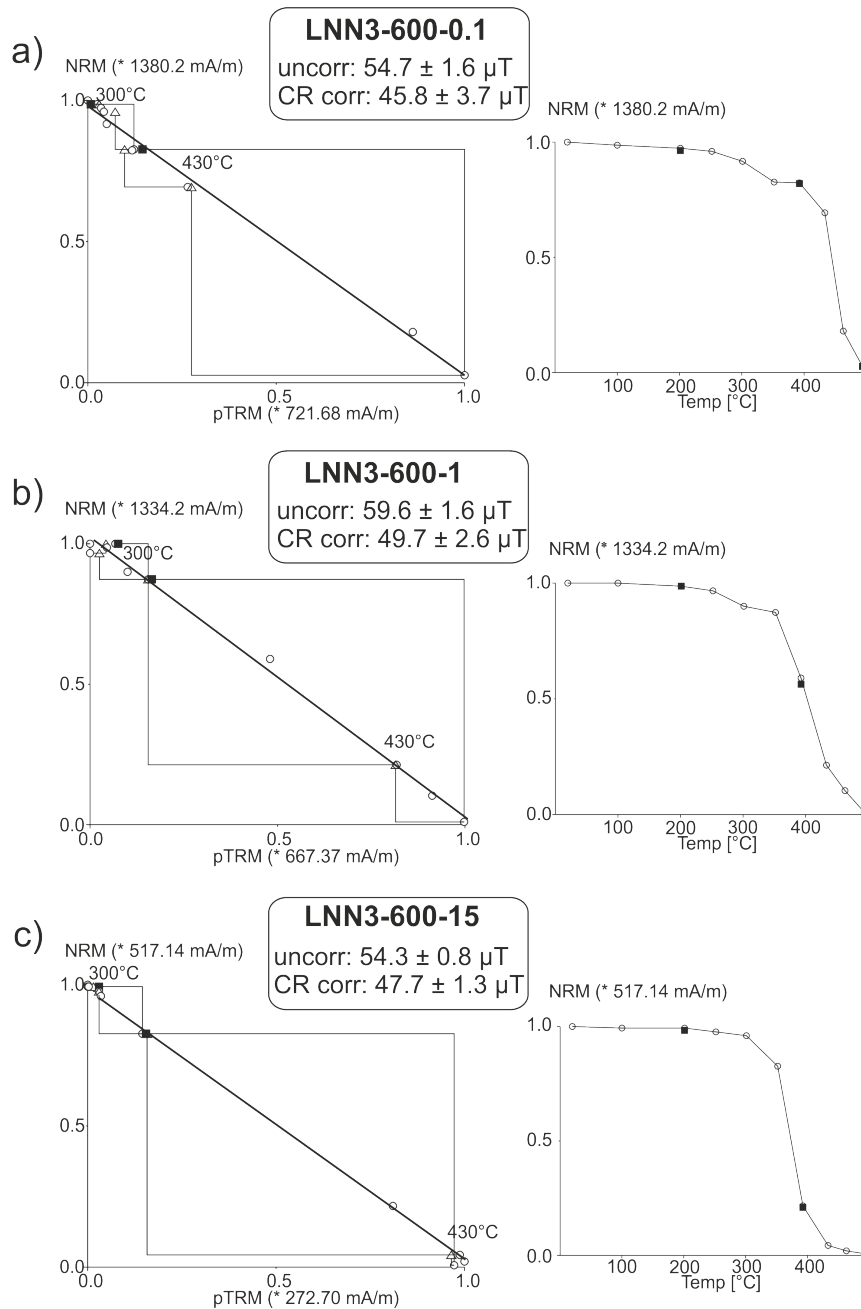 a)
LNN3-600-0.1
uncorr: 54.7 ± 1.6 µT
CR corr: 45.8 ± 3.7 µT
NRM (* 1380.2 mA/m)
1.0
300°C
430°C
0.5
0.0
0.0
0.5
1.0
pTRM (* 721.68 mA/m)
NRM (* 1380.2 mA/m)
1.0
0.5
0.0
100
200
300
400
Temp [°C]
b)
LNN3-600-1
uncorr: 59.6 ± 1.6 µT
CR corr: 49.7 ± 2.6 µT
NRM (* 1334.2 mA/m)
1.0
300°C
0.5
430°C
0.0
0.0
0.5
1.0
pTRM (* 667.37 mA/m)
NRM (* 1334.2 mA/m)
1.0
0.5
0.0
100
200
300
400
Temp [°C]
c)
LNN3-600-15
uncorr: 54.3 ± 0.8 µT
CR corr: 47.7 ± 1.3 µT
NRM (* 517.14 mA/m)
300°C
1.0
0.5
430°C
0.0
0.0
0.5
1.0
pTRM (* 272.70 mA/m)
NRM (* 517.14 mA/m)
1.0
0.5
0.0
100
200
300
400
Temp [°C]